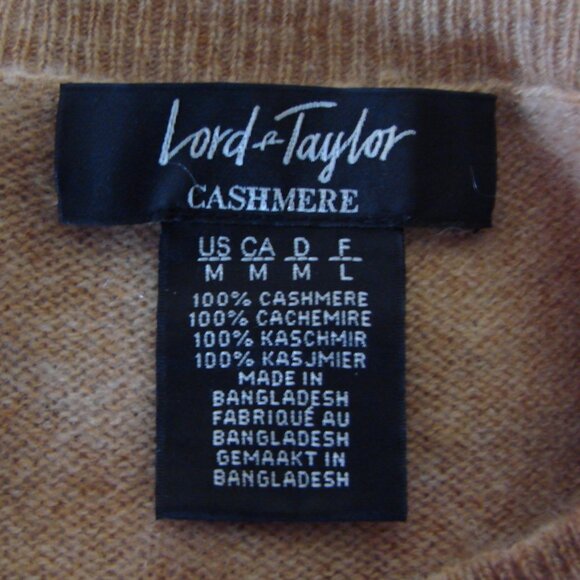 Lord & Taylor
CASHMERE
US CA D F
M M M L
100% CASHMERE
100% CACHEMIRE
100% KASCHMIR
100% KASJMIER
MADE IN
BANGLADESH
FABRIQUÉ AU
BANGLADESH
GEMAAKT IN
BANGLADESH